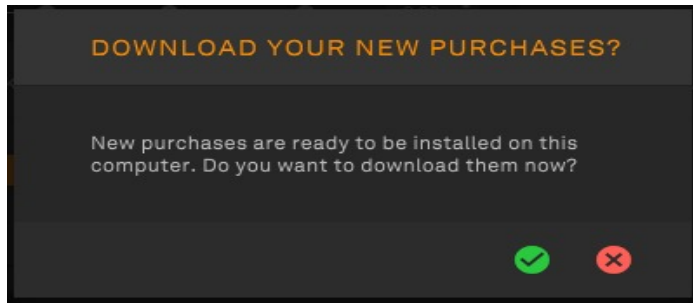 DOWNLOAD YOUR NEW PURCHASES?
New purchases are ready to be installed on this
computer. Do you want to download them now?